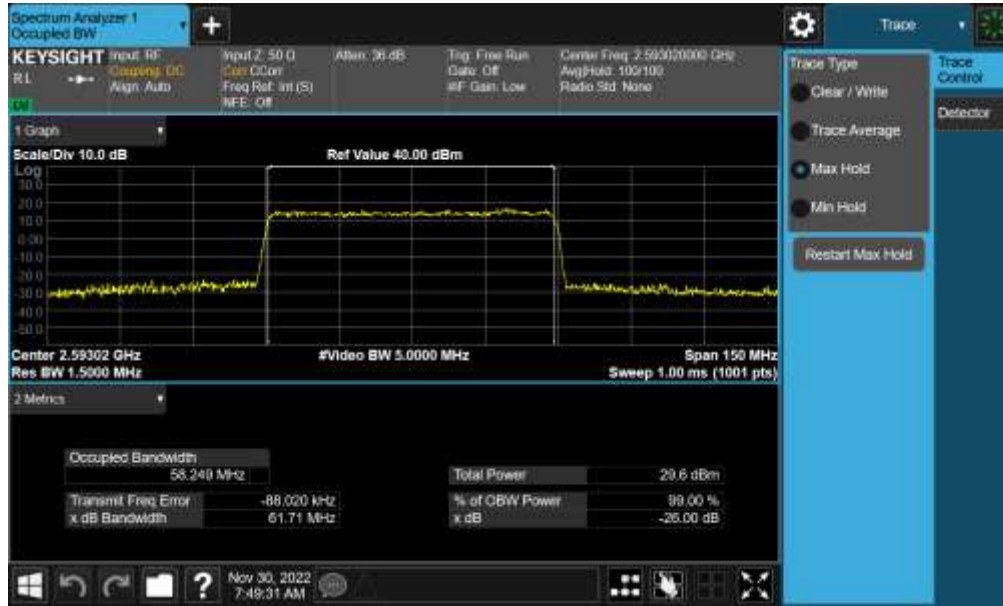 Spectrum Analyzer 1
Occupied BW
Trace
KEYSIGHT
Input: RF
Input Z: 50 Ω
Atten: 36 dB
Trig: Free Run
Center Freq: 2.593020000 GHz
R L
Coupling: DC
Corr CCorr
Gate: Off
Avg|Hold: 100/100
Align: Auto
Freq Ref: Int (S)
#IF Gain: Low
Radio Std: None
NFE: Off
Trace Type
Clear / Write
Trace Average
Max Hold
Min Hold
Restart Max Hold
Trace
Control
Detector
1 Graph
Scale/Div 10.0 dB
Ref Value 40.00 dBm
Log
30.0
20.0
10.0
0.00
-10.0
-20.0
-30.0
-40.0
-50.0
Center 2.59302 GHz
#Video BW 5.0000 MHz
Span 150 MHz
Res BW 1.5000 MHz
Sweep 1.00 ms (1001 pts)
2 Metrics
Occupied Bandwidth
58.249 MHz
Total Power 29.6 dBm
Transmit Freq Error -88.020 kHz
% of OBW Power 99.00 %
x dB Bandwidth 61.71 MHz
x dB -26.00 dB
?
Nov 30, 2022
7:49:31 AM